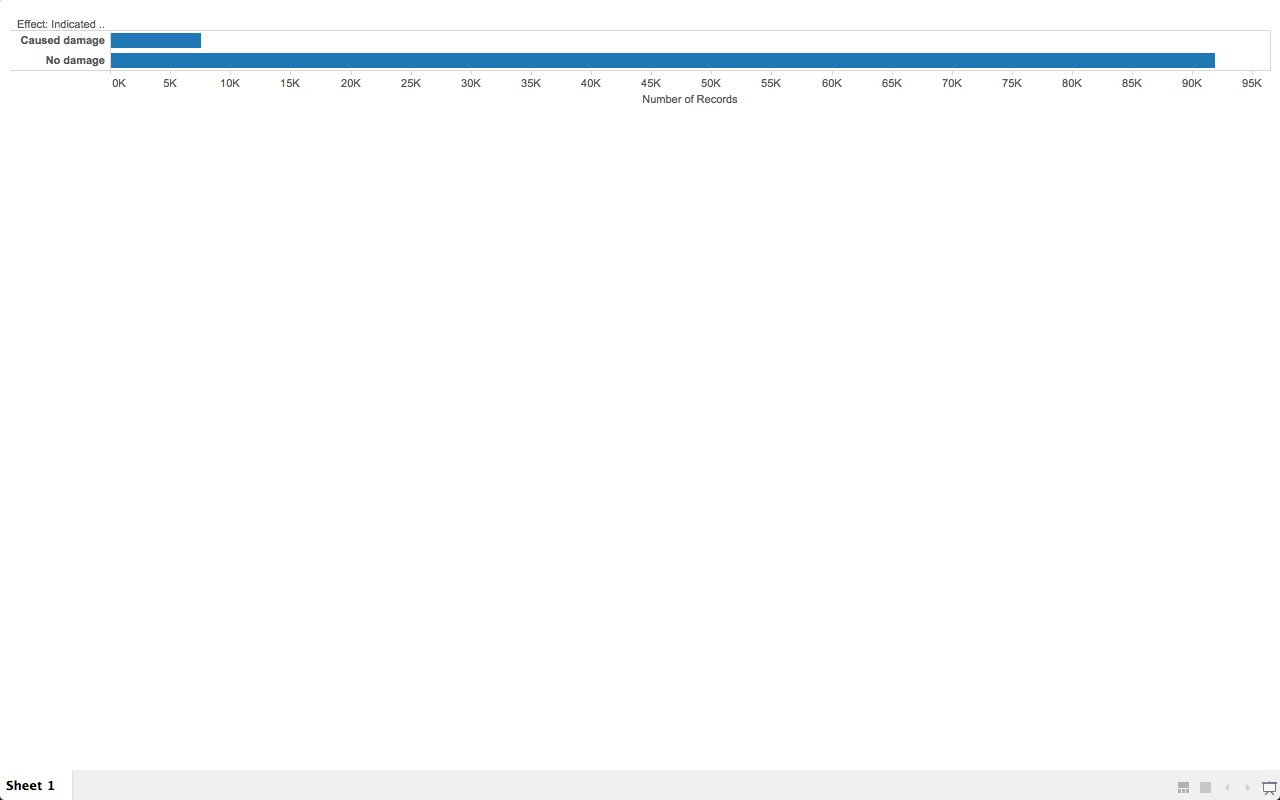 Effect: Indicated ..
Caused damage
No damage
0K 5K 10K 15K 20K 25K 30K 35K 40K 45K 50K 55K 60K 65K 70K 75K 80K 85K 90K 95K
Number of Records
Sheet 1